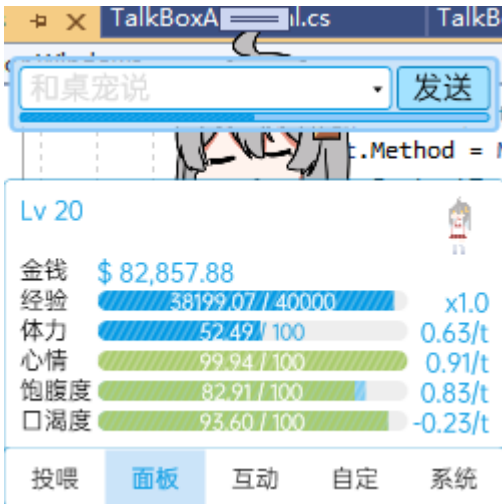 TalkBoxA l.cs TalkB
和桌宠说 发送
t.Method =
Lv 20
金钱 $ 82,857.88
经验 38199.07 / 40000 x1.0
体力 52.49 / 100 0.63/t
心情 99.94 / 100 0.91/t
饱腹度 82.91 / 100 0.83/t
口渴度 93.60 / 100 -0.23/t
投喂 面板 互动 自定 系统